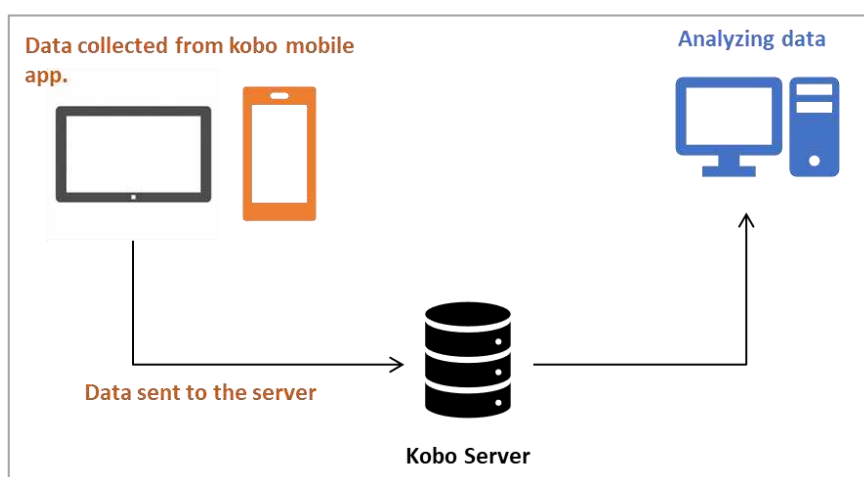 Data collected from kobo mobile
app.
Analyzing data
Data sent to the server
Kobo Server